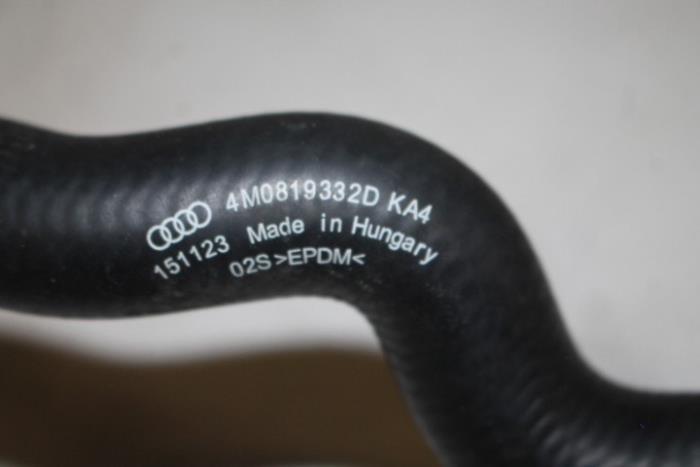 4M0819332D KA4
151123 Made in Hungary
02S >EPDM<